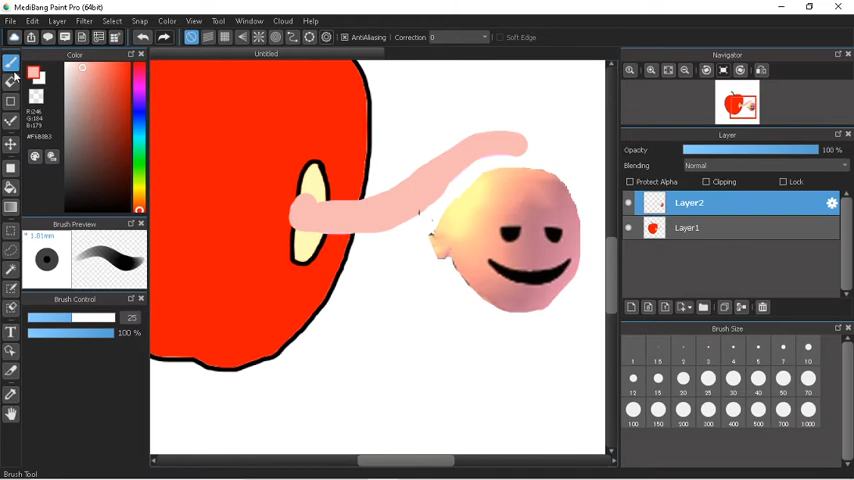 MediBang Paint Pro (64bit)
File Edit Layer Filter Select Snap Color View Tool Window Cloud Help
AntiAliasing Correction 0 Soft Edge
Untitled
Color
R:246
G:184
B:179
#F6B8B3
Brush Preview
* 1.81mm
Brush Control
25
100 %
Navigator
Layer
Opacity 100 %
Blending Normal
Protect Alpha Clipping Lock
Layer2
Layer1
Brush Size
1 1.5 2 3 4 5 7 10
12 15 20 25 30 40 50 70
100 150 200 300 400 500 700 1000
T
Brush Tool